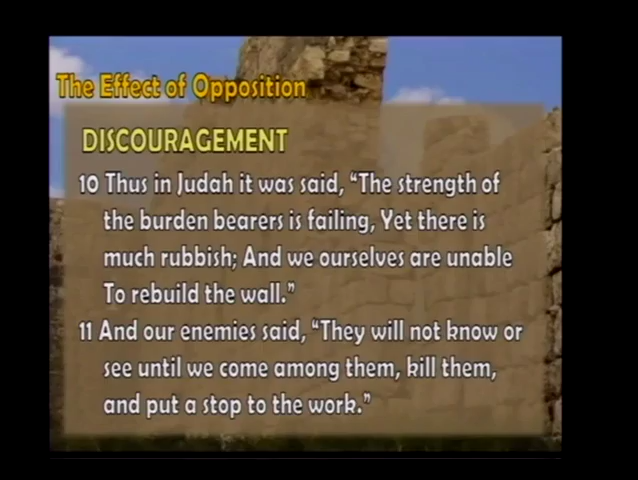 The Effect of Opposition
DISCOURAGEMENT
10 Thus in Judah it was said, “The strength of
the burden bearers is failing, Yet there is
much rubbish; And we ourselves are unable
To rebuild the wall.”
11 And our enemies said, “They will not know or
see until we come among them, kill them,
and put a stop to the work.”